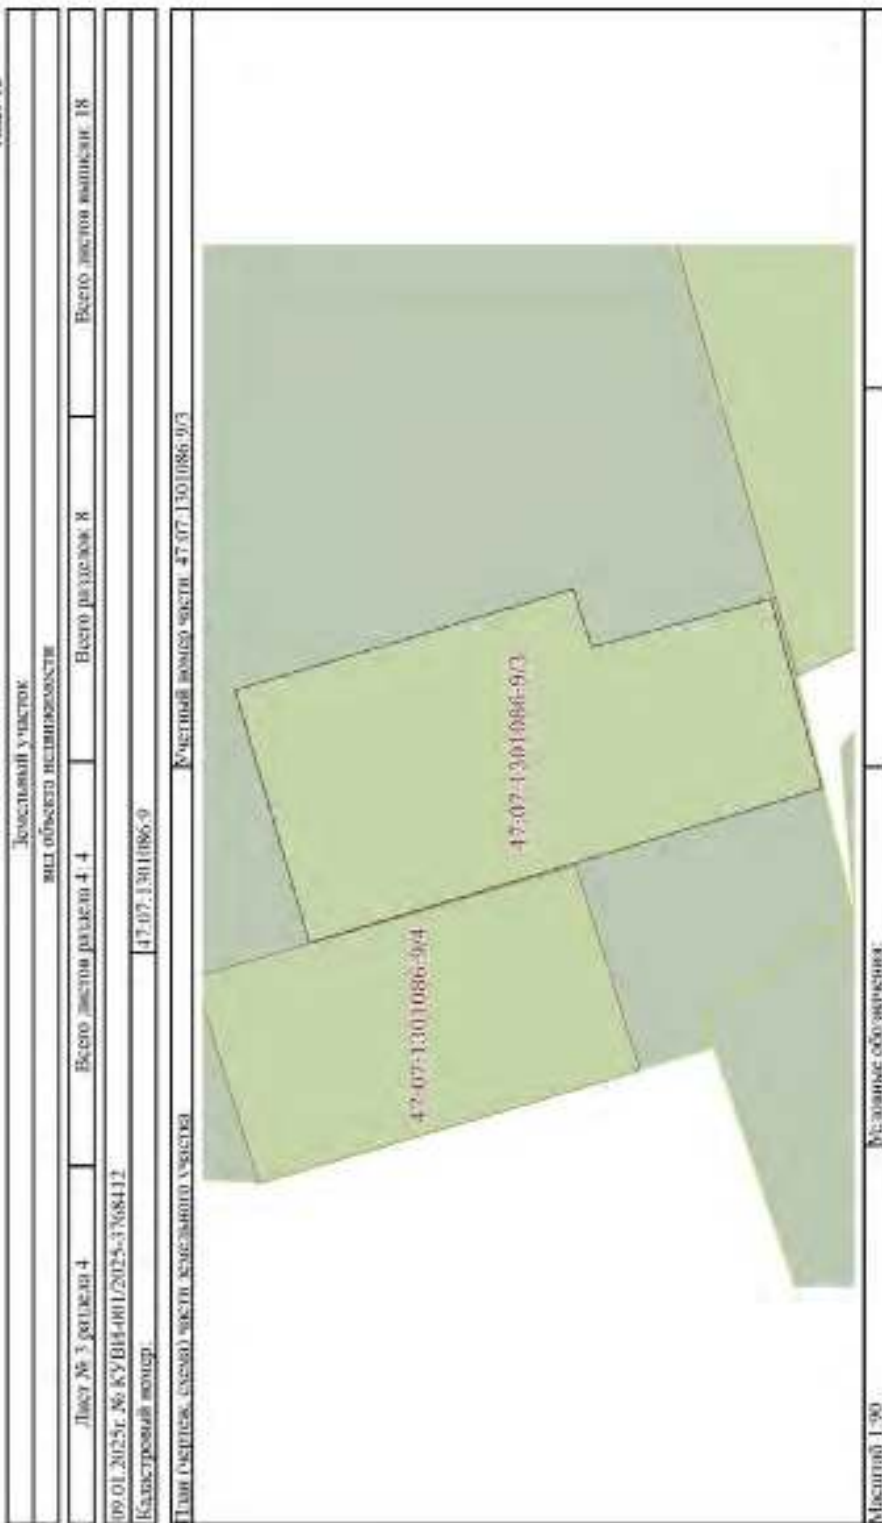 Земельный участок
вид объекта недвижимости
Лист № 3 раздела 4 Всего листов раздела 4: 4 Всего разделов: 8 Всего листов выписки: 18
09.01.2025г. № КУВИ-001/2025-3768412
Кадастровый номер: 47:07:1301086:9
План (чертеж, схема) части земельного участка Учетный номер части: 47:07:1301086:9/3
47:07:1301086:9/4
47:07:1301086:9/3
Масштаб 1:90 Условные обозначения: